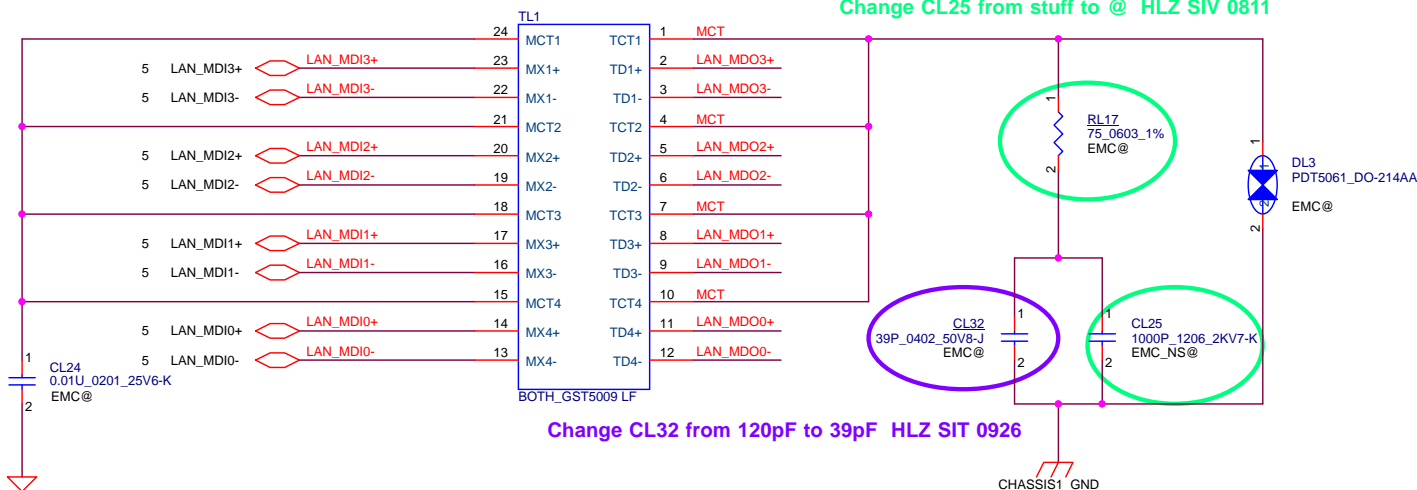 Change CL25 from stuff to @ HLZ SIV 0811
TL1
24 MCT1 TCT1 1 MCT
5 LAN_MDI3+ LAN_MDI3+ 23 MX1+ TD1+ 2 LAN_MDO3+
5 LAN_MDI3- LAN_MDI3- 22 MX1- TD1- 3 LAN_MDO3-
21 MCT2 TCT2 4 MCT
5 LAN_MDI2+ LAN_MDI2+ 20 MX2+ TD2+ 5 LAN_MDO2+
5 LAN_MDI2- LAN_MDI2- 19 MX2- TD2- 6 LAN_MDO2-
18 MCT3 TCT3 7 MCT
5 LAN_MDI1+ LAN_MDI1+ 17 MX3+ TD3+ 8 LAN_MDO1+
5 LAN_MDI1- LAN_MDI1- 16 MX3- TD3- 9 LAN_MDO1-
15 MCT4 TCT4 10 MCT
5 LAN_MDI0+ LAN_MDI0+ 14 MX4+ TD4+ 11 LAN_MDO0+
5 LAN_MDI0- LAN_MDI0- 13 MX4- TD4- 12 LAN_MDO0-
BOTH_GST5009 LF
1
CL24
0.01U_0201_25V6-K
EMC@
2
1
RL17
75_0603_1%
EMC@
2
1
DL3
PDT5061_DO-214AA
EMC@
1
2
2
1
CL32
39P_0402_50V8-J
EMC@
2
1
CL25
1000P_1206_2KV7-K
EMC_NS@
2
Change CL32 from 120pF to 39pF HLZ SIT 0926
CHASSIS1_GND